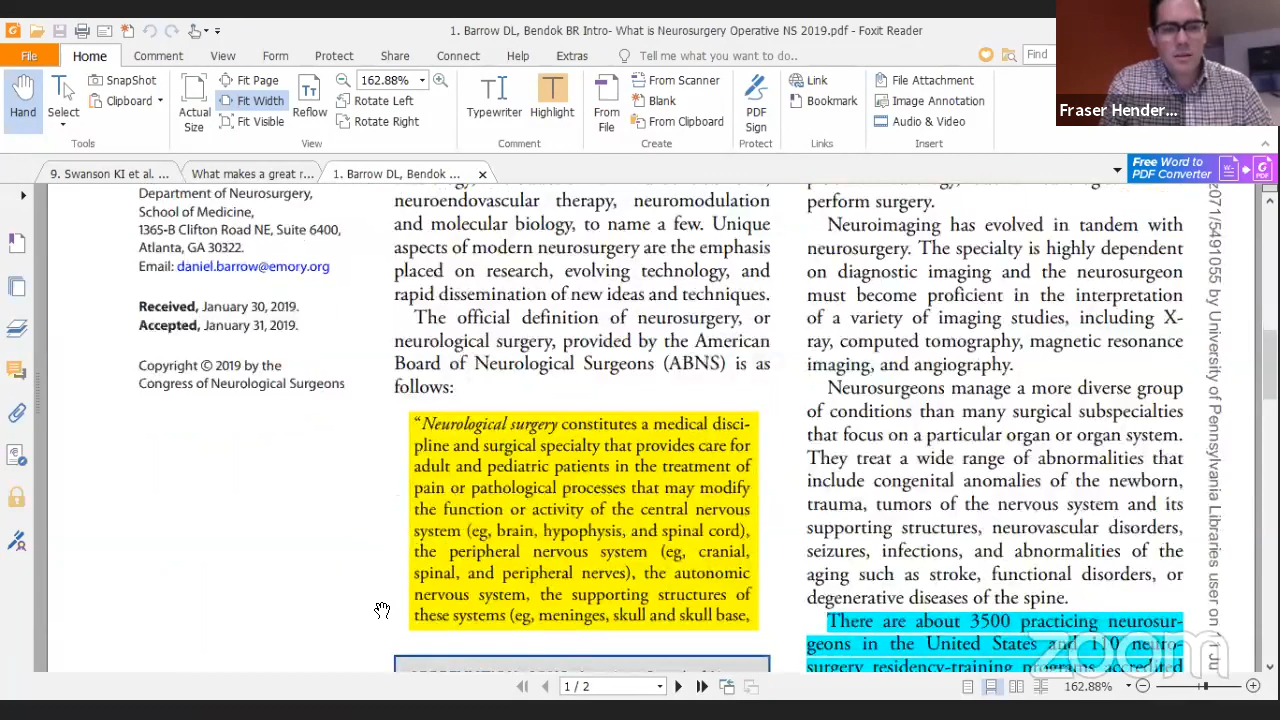 1. Barrow DL, Bendok BR Intro- What is Neurosurgery Operative NS 2019.pdf - Foxit Reader
File
Home
Comment
View
Form
Protect
Share
Connect
Help
Extras
Tell me what you want to do..
Find
Hand
Select
SnapShot
Clipboard
Actual
Size
Fit Page
Fit Width
Fit Visible
Reflow
162.88%
Rotate Left
Rotate Right
Typewriter
Highlight
From
File
From Scanner
Blank
From Clipboard
PDF
Sign
Link
Bookmark
File Attachment
Image Annotation
Audio & Video
Tools
View
Comment
Create
Protect
Links
Insert
Fraser Hender...
9. Swanson KI et al. ...
What makes a great r...
1. Barrow DL, Bendok ...
Free Word to
PDF Converter
Department of Neurosurgery,
School of Medicine,
1365-B Clifton Road NE, Suite 6400,
Atlanta, GA 30322.
Email: daniel.barrow@emory.org
Received, January 30, 2019.
Accepted, January 31, 2019.
Copyright © 2019 by the
Congress of Neurological Surgeons
neuroendovascular therapy, neuromodulation
and molecular biology, to name a few. Unique
aspects of modern neurosurgery are the emphasis
placed on research, evolving technology, and
rapid dissemination of new ideas and techniques.
The official definition of neurosurgery, or
neurological surgery, provided by the American
Board of Neurological Surgeons (ABNS) is as
follows:
“Neurological surgery constitutes a medical disci-
pline and surgical specialty that provides care for
adult and pediatric patients in the treatment of
pain or pathological processes that may modify
the function or activity of the central nervous
system (eg, brain, hypophysis, and spinal cord),
the peripheral nervous system (eg, cranial,
spinal, and peripheral nerves), the autonomic
nervous system, the supporting structures of
these systems (eg, meninges, skull and skull base,
perform surgery.
Neuroimaging has evolved in tandem with
neurosurgery. The specialty is highly dependent
on diagnostic imaging and the neurosurgeon
must become proficient in the interpretation
of a variety of imaging studies, including X-
ray, computed tomography, magnetic resonance
imaging, and angiography.
Neurosurgeons manage a more diverse group
of conditions than many surgical subspecialties
that focus on a particular organ or organ system.
They treat a wide range of abnormalities that
include congenital anomalies of the newborn,
trauma, tumors of the nervous system and its
supporting structures, neurovascular disorders,
seizures, infections, and abnormalities of the
aging such as stroke, functional disorders, or
degenerative diseases of the spine.
There are about 3500 practicing neurosur-
geons in the United States and 110 neuro-
surgery residency-training programs accredited
2071/5491055 by University of Pennsylvania Libraries user on 1 Ju
zoom
1 / 2
162.88%